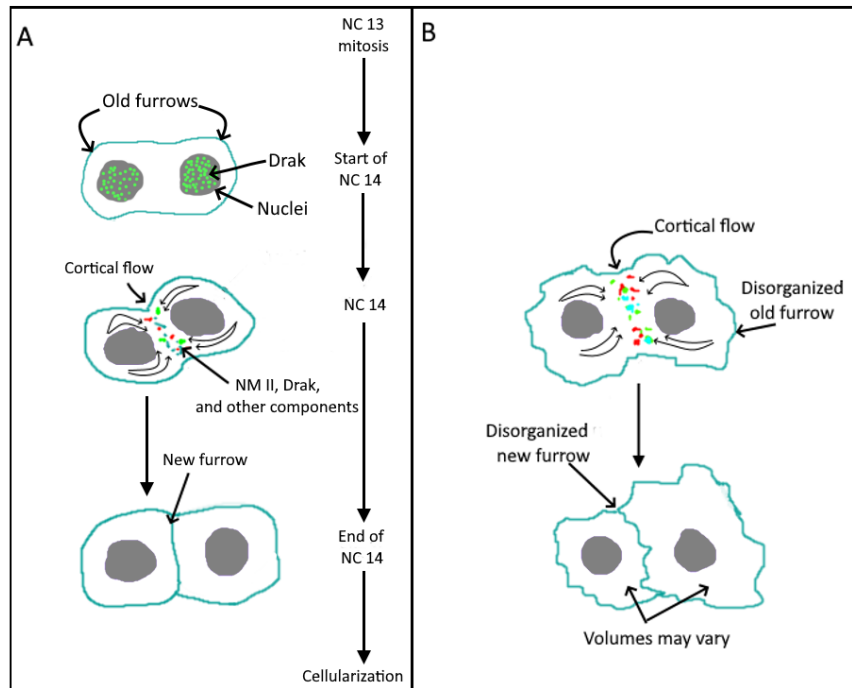 A
NC 13
mitosis
Old furrows
Drak
Start of
NC 14
Nuclei
Cortical flow
NC 14
NM II, Drak,
and other components
New furrow
End of
NC 14
Cellularization
B
Cortical flow
Disorganized
old furrow
Disorganized
new furrow
Volumes may vary